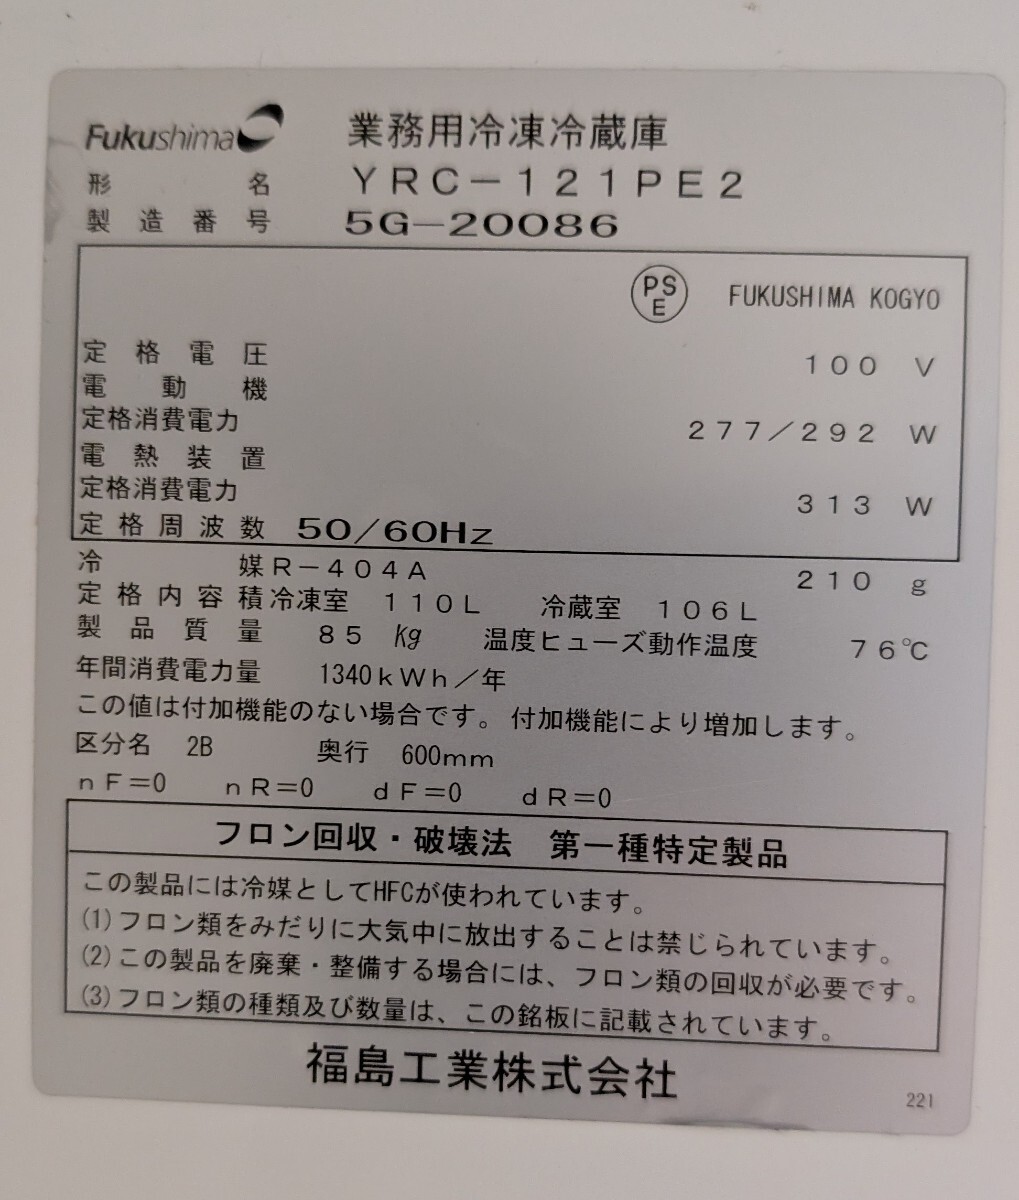 Fukushima 業務用冷凍冷蔵庫
形名 YRC-121PE2
製造番号 5G-20086
PSE FUKUSHIMA KOGYO
定格電圧 100 V
電動機
定格消費電力 277/292 W
電熱装置
定格消費電力 313 W
定格周波数 50/60Hz
冷媒 R-404A 210 g
定格内容積 冷凍室 110L 冷蔵室 106L
製品質量 85 kg 温度ヒューズ動作温度 76℃
年間消費電力量 1340kWh/年
この値は付加機能のない場合です。付加機能により増加します。
区分名 2B 奥行 600mm
nF=0 nR=0 dF=0 dR=0
フロン回収・破壊法 第一種特定製品
この製品には冷媒としてHFCが使われています。
(1)フロン類をみだりに大気中に放出することは禁じられています。
(2)この製品を廃棄・整備する場合には、フロン類の回収が必要です。
(3)フロン類の種類及び数量は、この銘板に記載されています。
福島工業株式会社
221